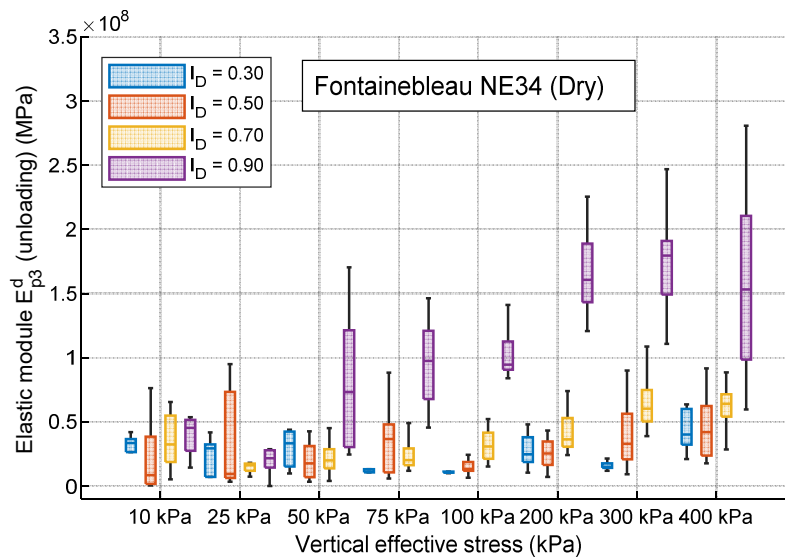 ×10⁸
3.5
3
2.5
2
1.5
1
0.5
0
Elastic module E^d_p3 (unloading) (MPa)
Fontainebleau NE34 (Dry)
I_D = 0.30
I_D = 0.50
I_D = 0.70
I_D = 0.90
10 kPa 25 kPa 50 kPa 75 kPa 100 kPa 200 kPa 300 kPa 400 kPa
Vertical effective stress (kPa)